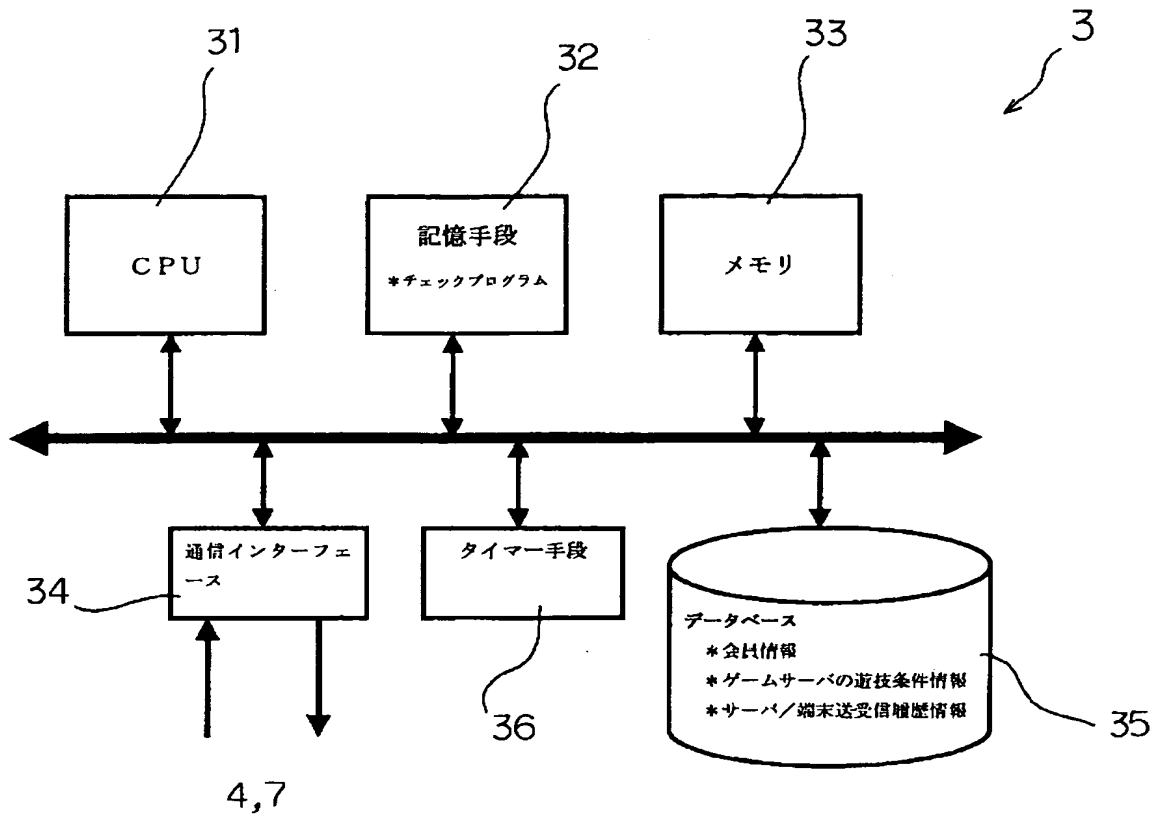 31
32
33
3
CPU
記憶手段
*チェックプログラム
メモリ
通信インターフェ
ース
34
タイマー手段
36
データベース
*会員情報
*ゲームサーバの遊技条件情報
*サーバ/端末送受信履歴情報
35
4,7